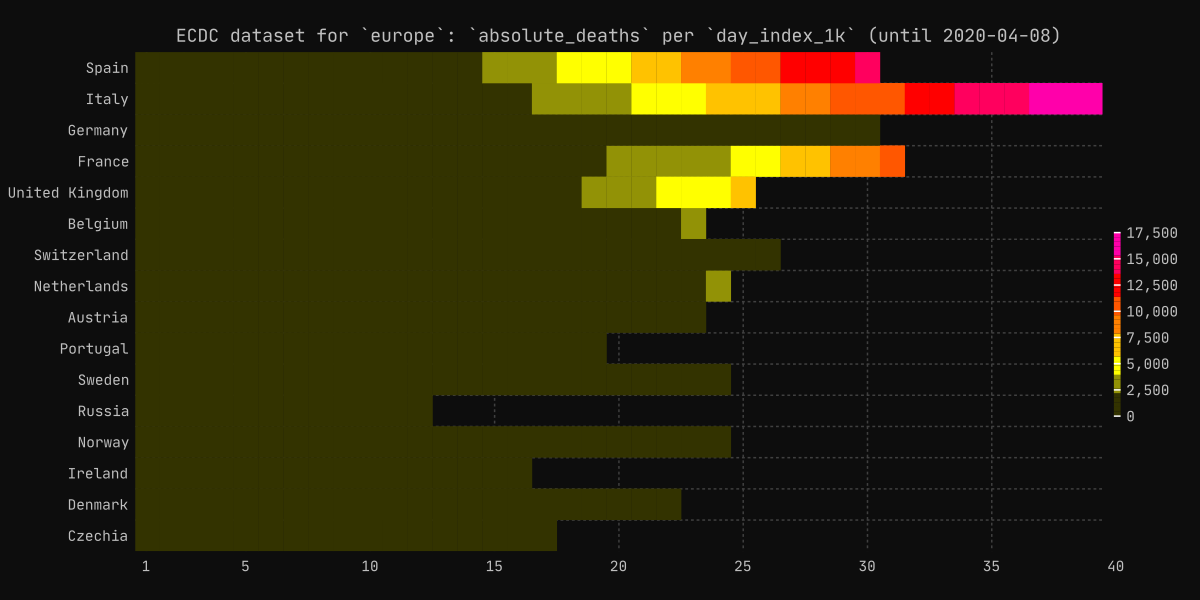 ECDC dataset for `europe`: `absolute_deaths` per `day_index_1k` (until 2020-04-08)
Spain
Italy
Germany
France
United Kingdom
Belgium
Switzerland
Netherlands
Austria
Portugal
Sweden
Russia
Norway
Ireland
Denmark
Czechia
17,500
15,000
12,500
10,000
7,500
5,000
2,500
0
1 5 10 15 20 25 30 35 40